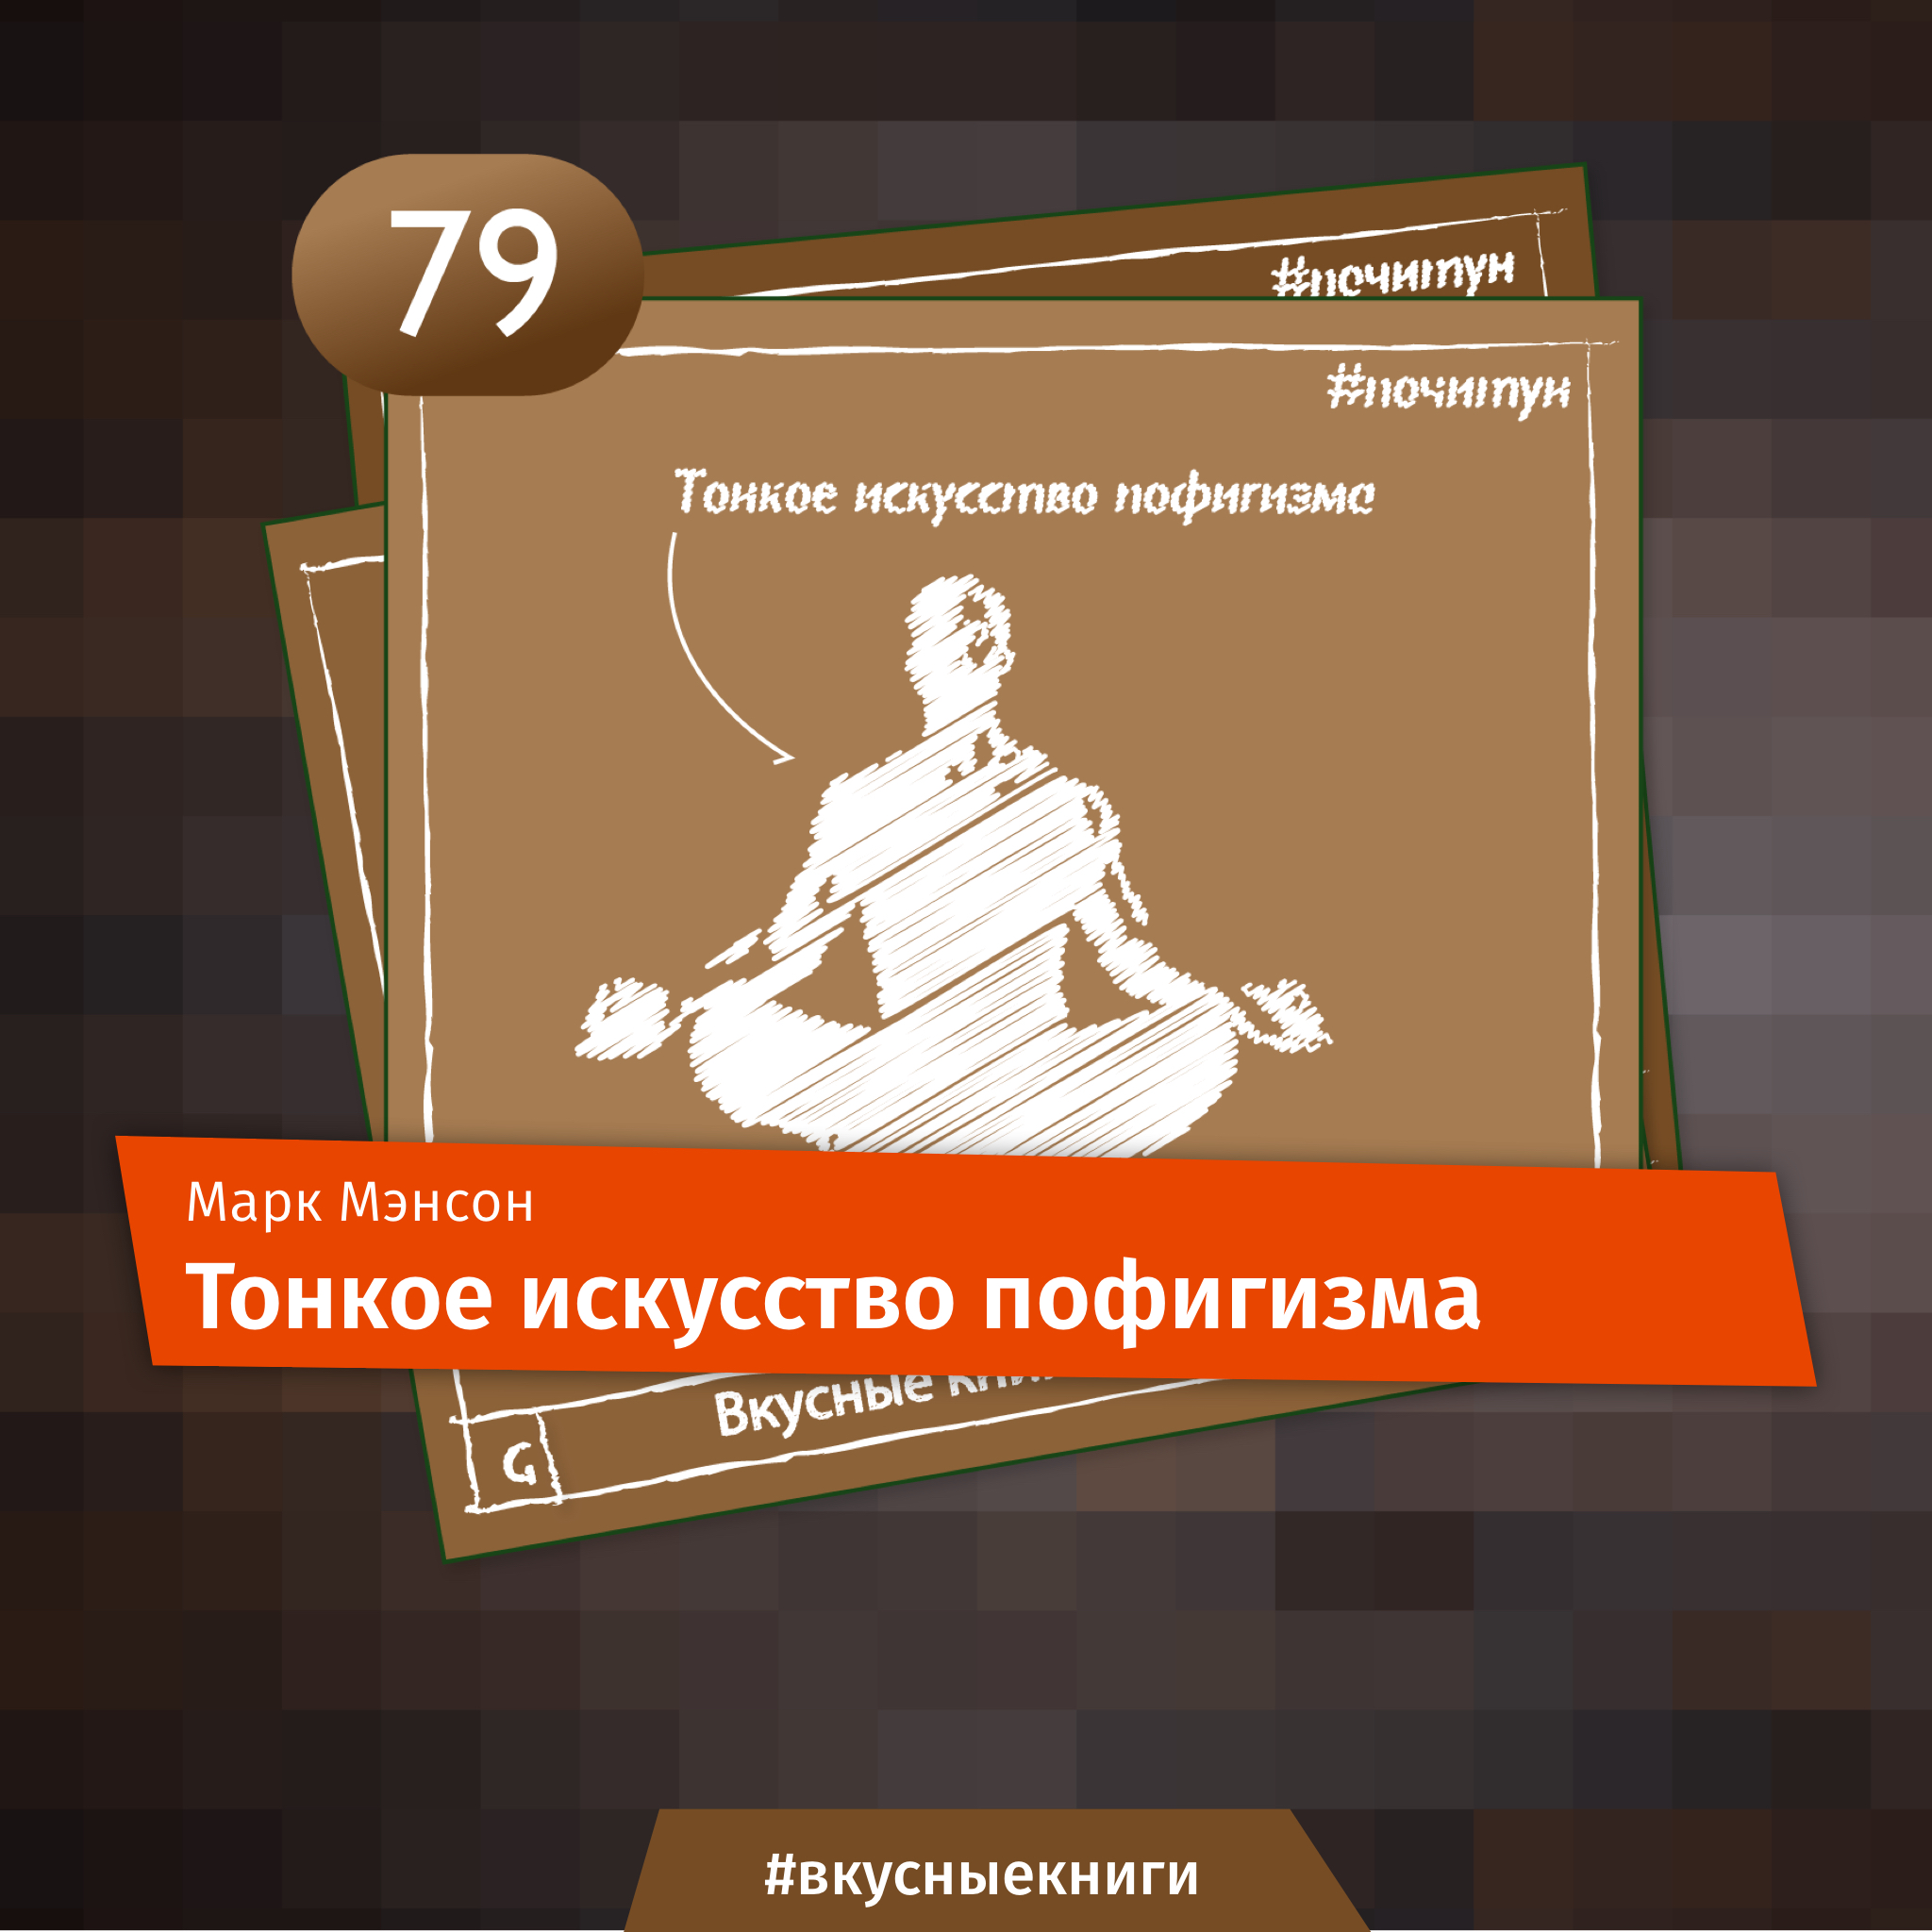 79
#почитун
#почитун
Тонкое искусство пофигизма
Марк Мэнсон
Тонкое искусство пофигизма
Вкусные
G
#вкусныекниги